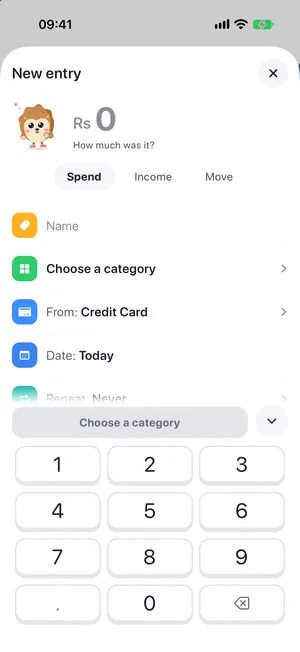 09:41
New entry
Rs 0
How much was it?
Spend Income Move
Name
Choose a category
From: Credit Card
Date: Today
Repeat: Never
Choose a category
1 2 3
4 5 6
7 8 9
. 0